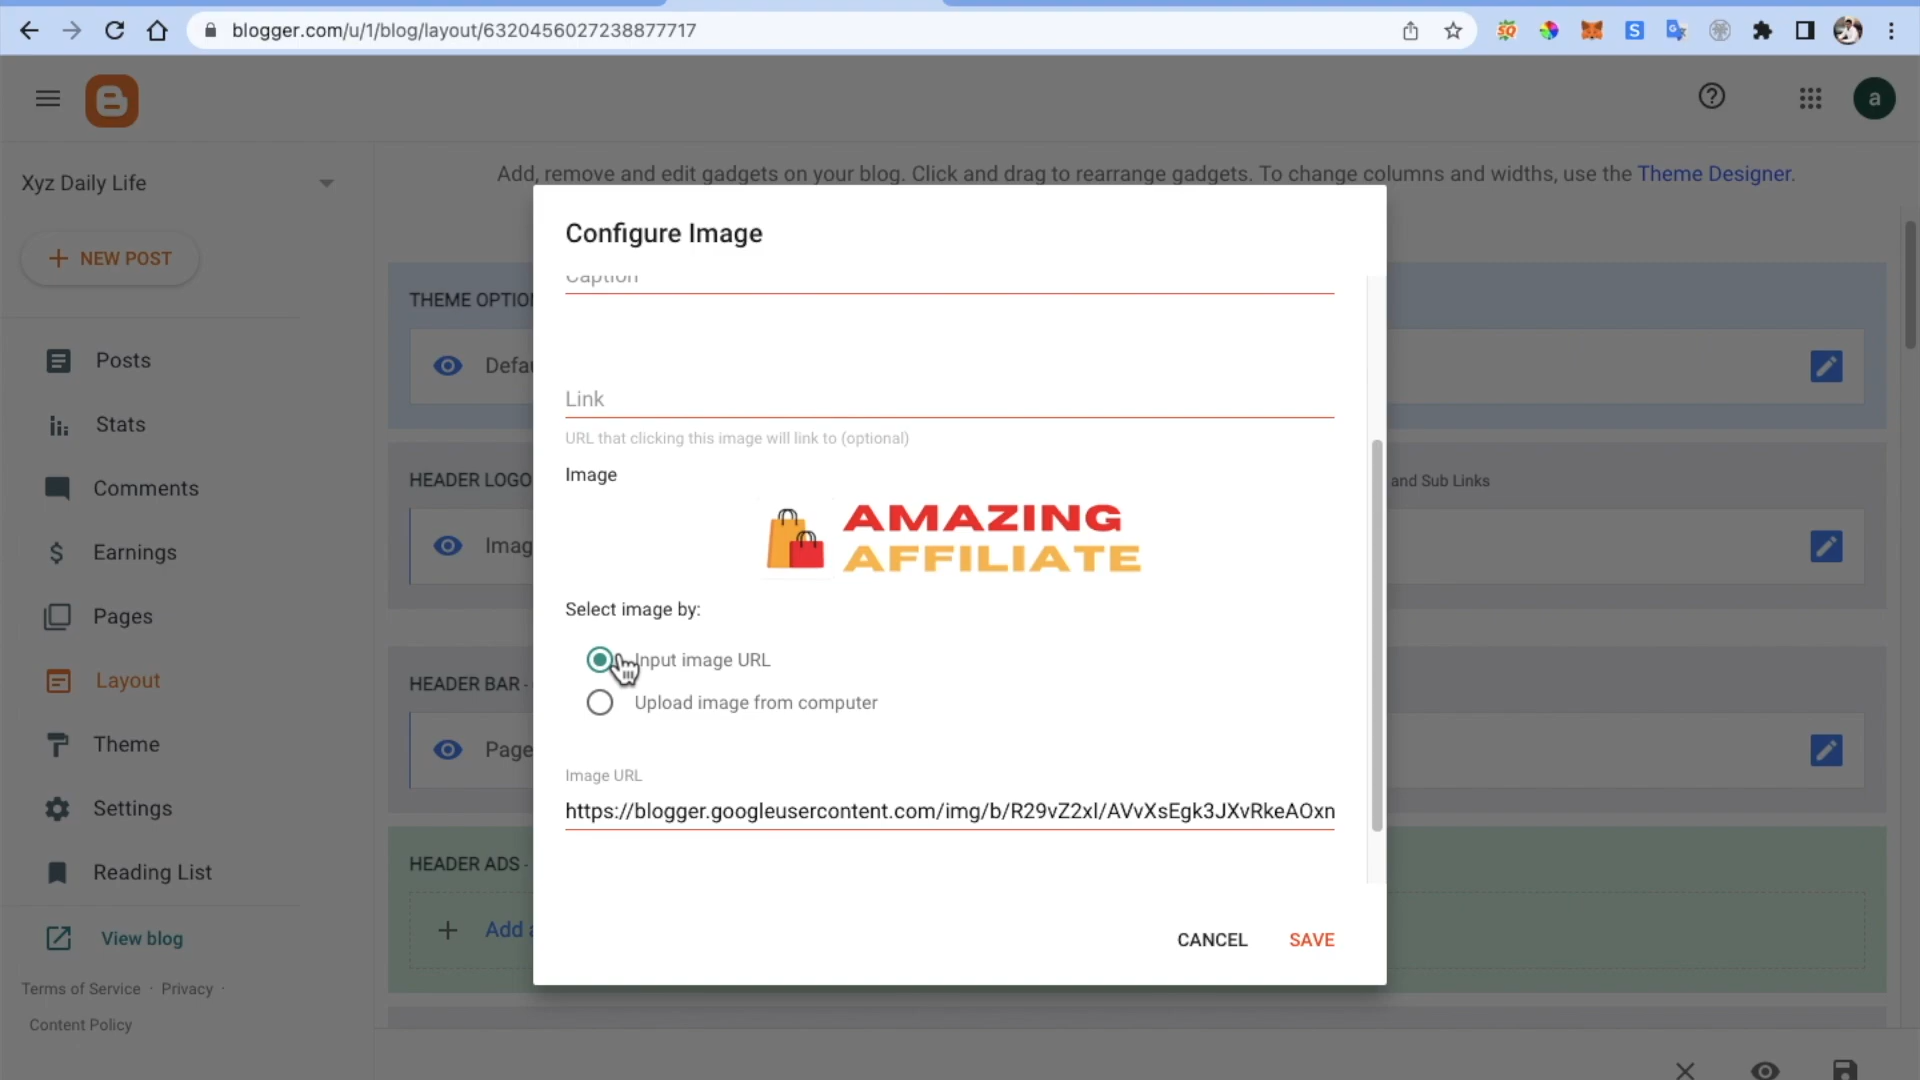 blogger.com/u/1/blog/layout/6320456027238877717
a
Xyz Daily Life
Add, remove and edit gadgets on your blog. Click and drag to rearrange gadgets. To change columns and widths, use the Theme Designer.
NEW POST
Posts
Stats
Comments
Earnings
Pages
Layout
Theme
Settings
Reading List
View blog
Terms of Service · Privacy ·
Content Policy
THEME OPTION
Defau
HEADER LOGO
and Sub Links
Imag
HEADER BAR -
Page
HEADER ADS -
Add a
Configure Image
Caption
Link
URL that clicking this image will link to (optional)
Image
AMAZING
AFFILIATE
Select image by:
Input image URL
Upload image from computer
Image URL
https://blogger.googleusercontent.com/img/b/R29vZ2xl/AVvXsEgk3JXvRkeAOxn
CANCEL
SAVE